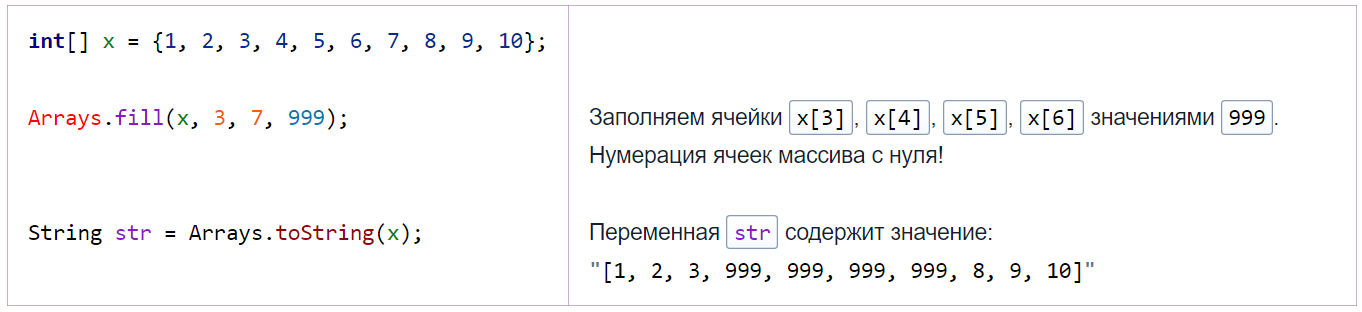 int[] x = {1, 2, 3, 4, 5, 6, 7, 8, 9, 10};
Arrays.fill(x, 3, 7, 999);
Заполняем ячейки x[3], x[4], x[5], x[6] значениями 999.
Нумерация ячеек массива с нуля!
String str = Arrays.toString(x);
Переменная str содержит значение:
"[1, 2, 3, 999, 999, 999, 999, 8, 9, 10]"